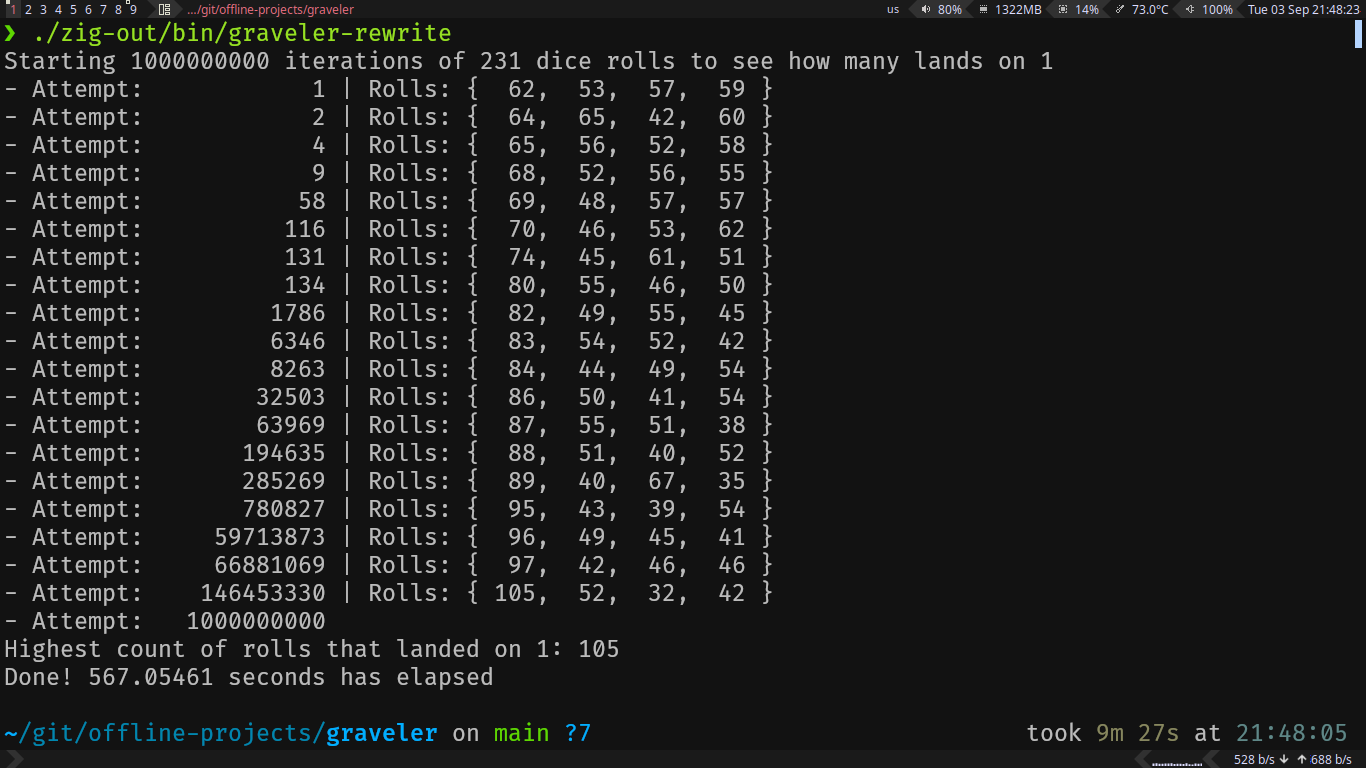 1 2 3 4 5 6 7 8 9 .../git/offline-projects/graveler us 80% 1322MB 14% 73.0°C 100% Tue 03 Sep 21:48:23
❯ ./zig-out/bin/graveler-rewrite
Starting 1000000000 iterations of 231 dice rolls to see how many lands on 1
- Attempt: 1 | Rolls: { 62, 53, 57, 59 }
- Attempt: 2 | Rolls: { 64, 65, 42, 60 }
- Attempt: 4 | Rolls: { 65, 56, 52, 58 }
- Attempt: 9 | Rolls: { 68, 52, 56, 55 }
- Attempt: 58 | Rolls: { 69, 48, 57, 57 }
- Attempt: 116 | Rolls: { 70, 46, 53, 62 }
- Attempt: 131 | Rolls: { 74, 45, 61, 51 }
- Attempt: 134 | Rolls: { 80, 55, 46, 50 }
- Attempt: 1786 | Rolls: { 82, 49, 55, 45 }
- Attempt: 6346 | Rolls: { 83, 54, 52, 42 }
- Attempt: 8263 | Rolls: { 84, 44, 49, 54 }
- Attempt: 32503 | Rolls: { 86, 50, 41, 54 }
- Attempt: 63969 | Rolls: { 87, 55, 51, 38 }
- Attempt: 194635 | Rolls: { 88, 51, 40, 52 }
- Attempt: 285269 | Rolls: { 89, 40, 67, 35 }
- Attempt: 780827 | Rolls: { 95, 43, 39, 54 }
- Attempt: 59713873 | Rolls: { 96, 49, 45, 41 }
- Attempt: 66881069 | Rolls: { 97, 42, 46, 46 }
- Attempt: 146453330 | Rolls: { 105, 52, 32, 42 }
- Attempt: 1000000000
Highest count of rolls that landed on 1: 105
Done! 567.05461 seconds has elapsed
~/git/offline-projects/graveler on main ?7 took 9m 27s at 21:48:05
528 b/s 688 b/s